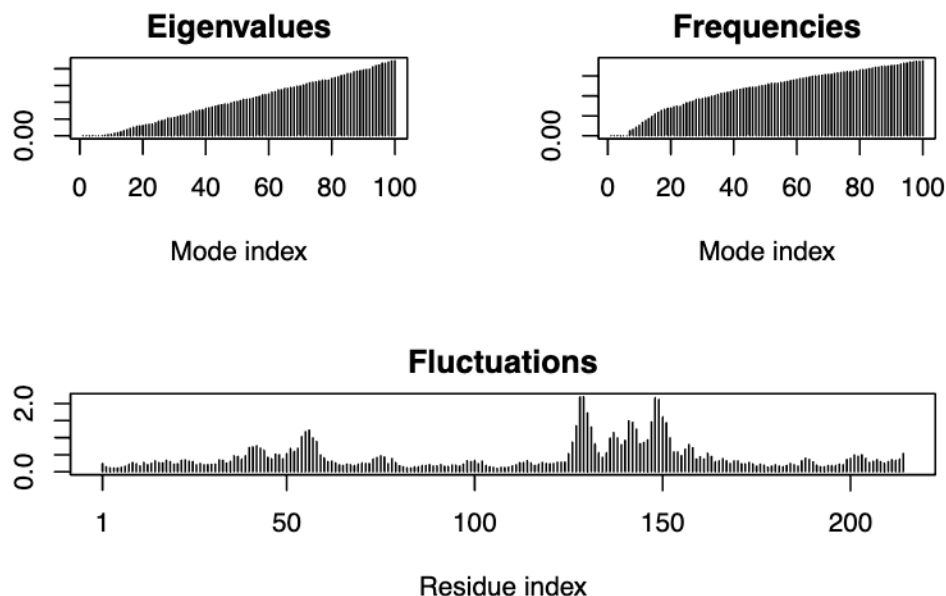 Eigenvalues
0.00
0 20 40 60 80 100
Mode index
Frequencies
0.00
0 20 40 60 80 100
Mode index
Fluctuations
2.0
0.0
1 50 100 150 200
Residue index